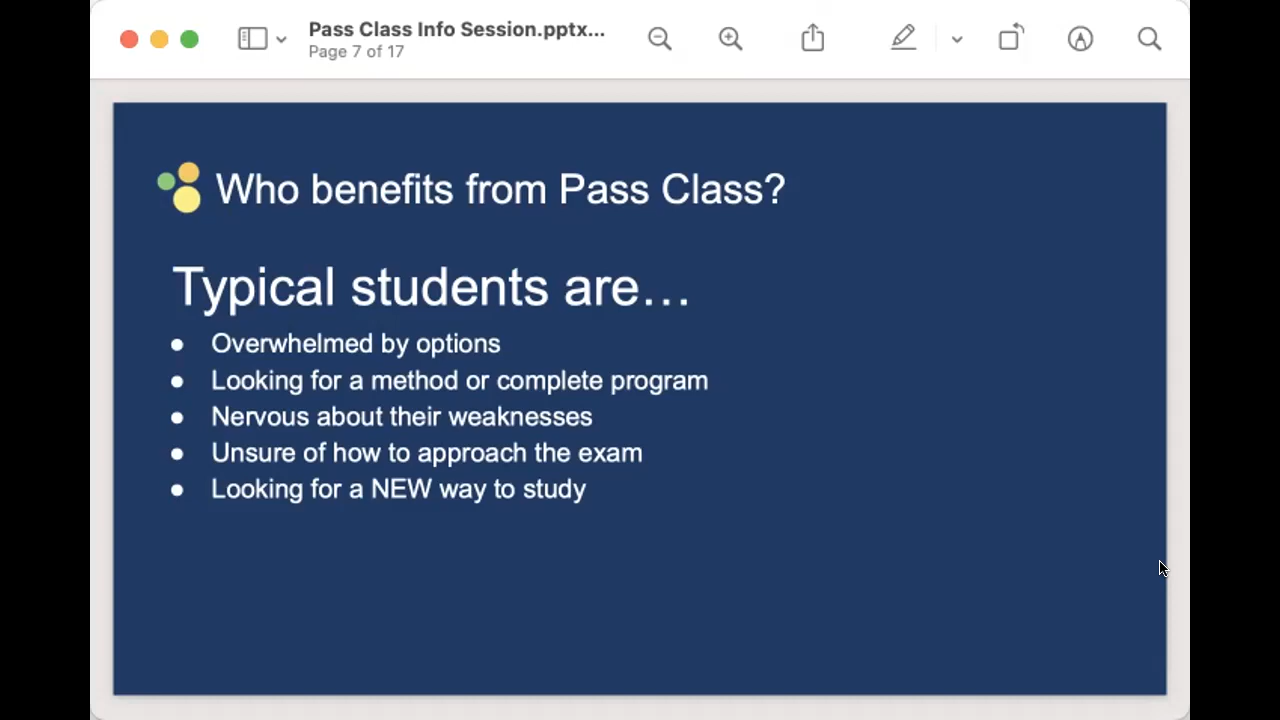 Pass Class Info Session.pptx...
Page 7 of 17
Who benefits from Pass Class?
Typical students are…
● Overwhelmed by options
● Looking for a method or complete program
● Nervous about their weaknesses
● Unsure of how to approach the exam
● Looking for a NEW way to study